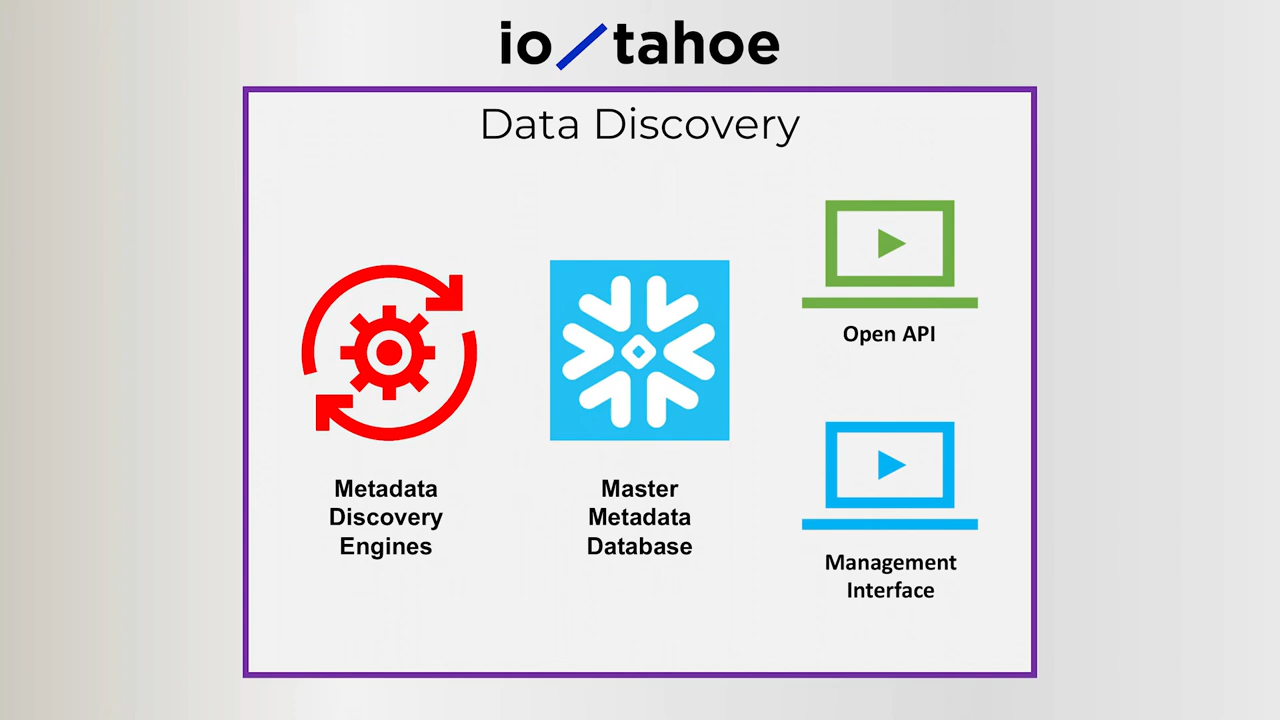 io/tahoe
Data Discovery
Metadata
Discovery
Engines
Master
Metadata
Database
Open API
Management
Interface